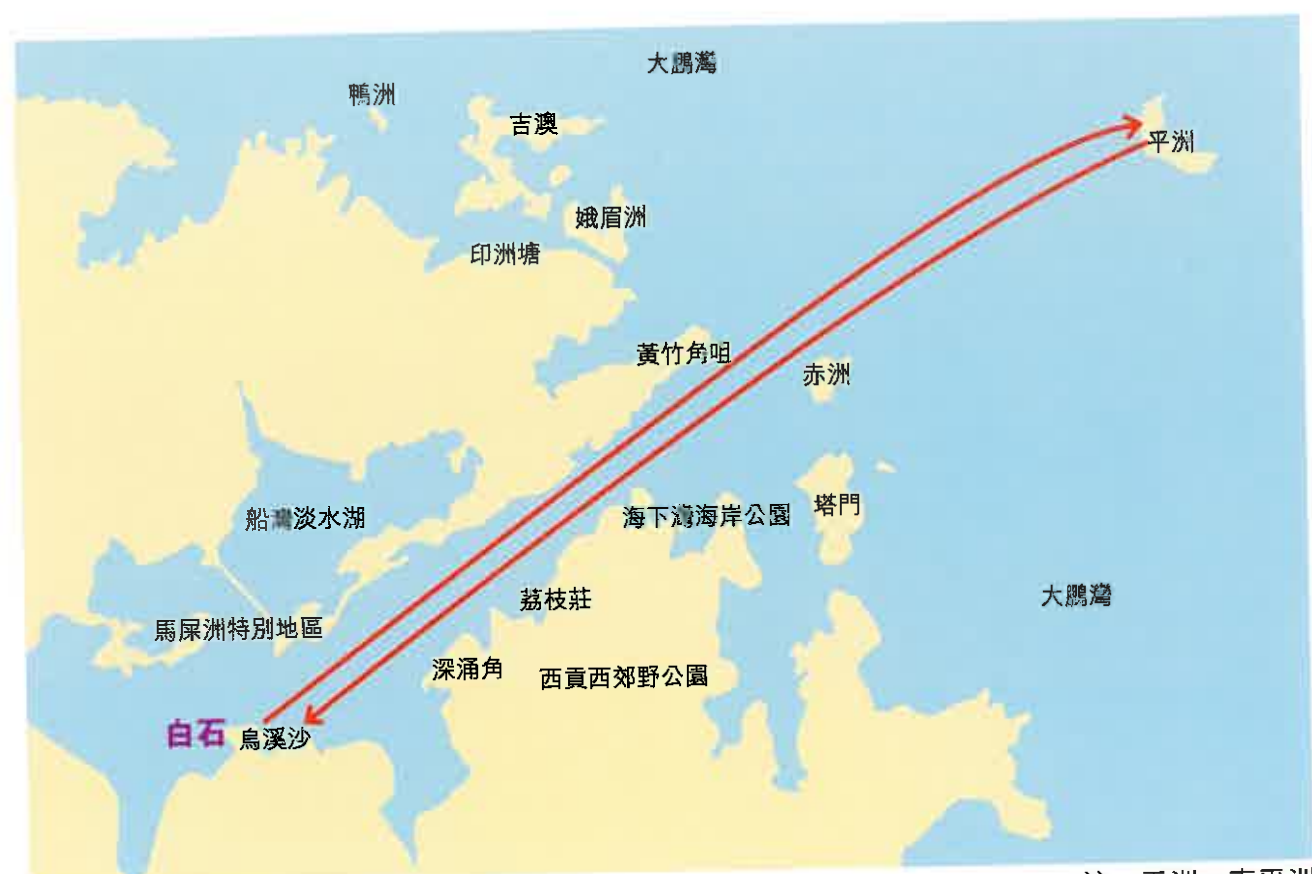 大鵬灣
鴨洲
吉澳
平洲
娥眉洲
印洲塘
黃竹角咀
赤洲
船灣淡水湖
海下灣海岸公園
塔門
荔枝莊
大鵬灣
馬屎洲特別地區
深涌角
西貢西郊野公園
白石
烏溪沙